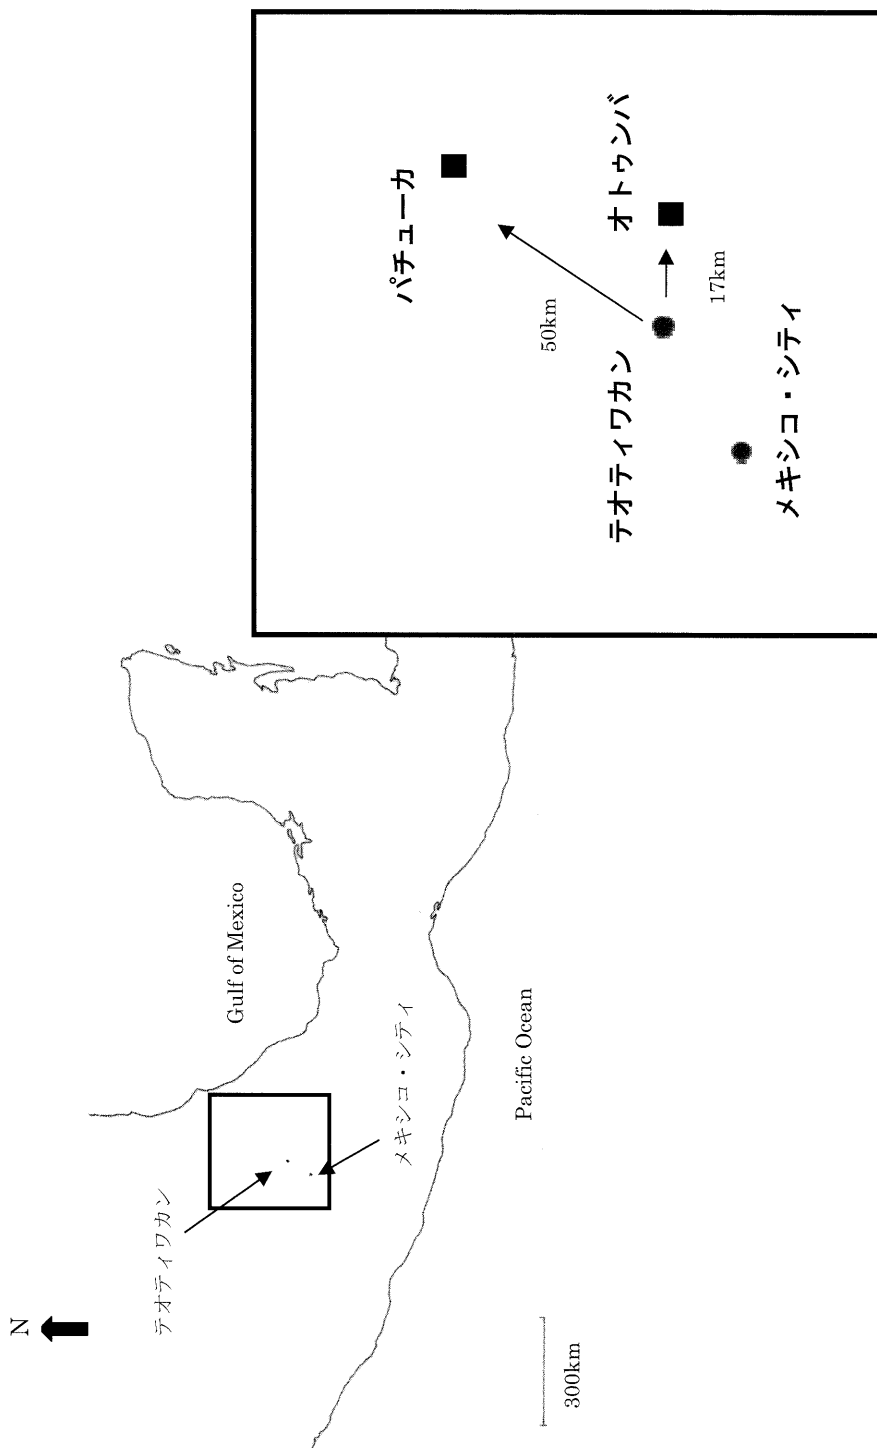 N
テオティワカン
Gulf of Mexico
メキシコ・シティ
Pacific Ocean
300km
パチューカ
50km
オトゥンバ
17km
テオティワカン
メキシコ・シティ